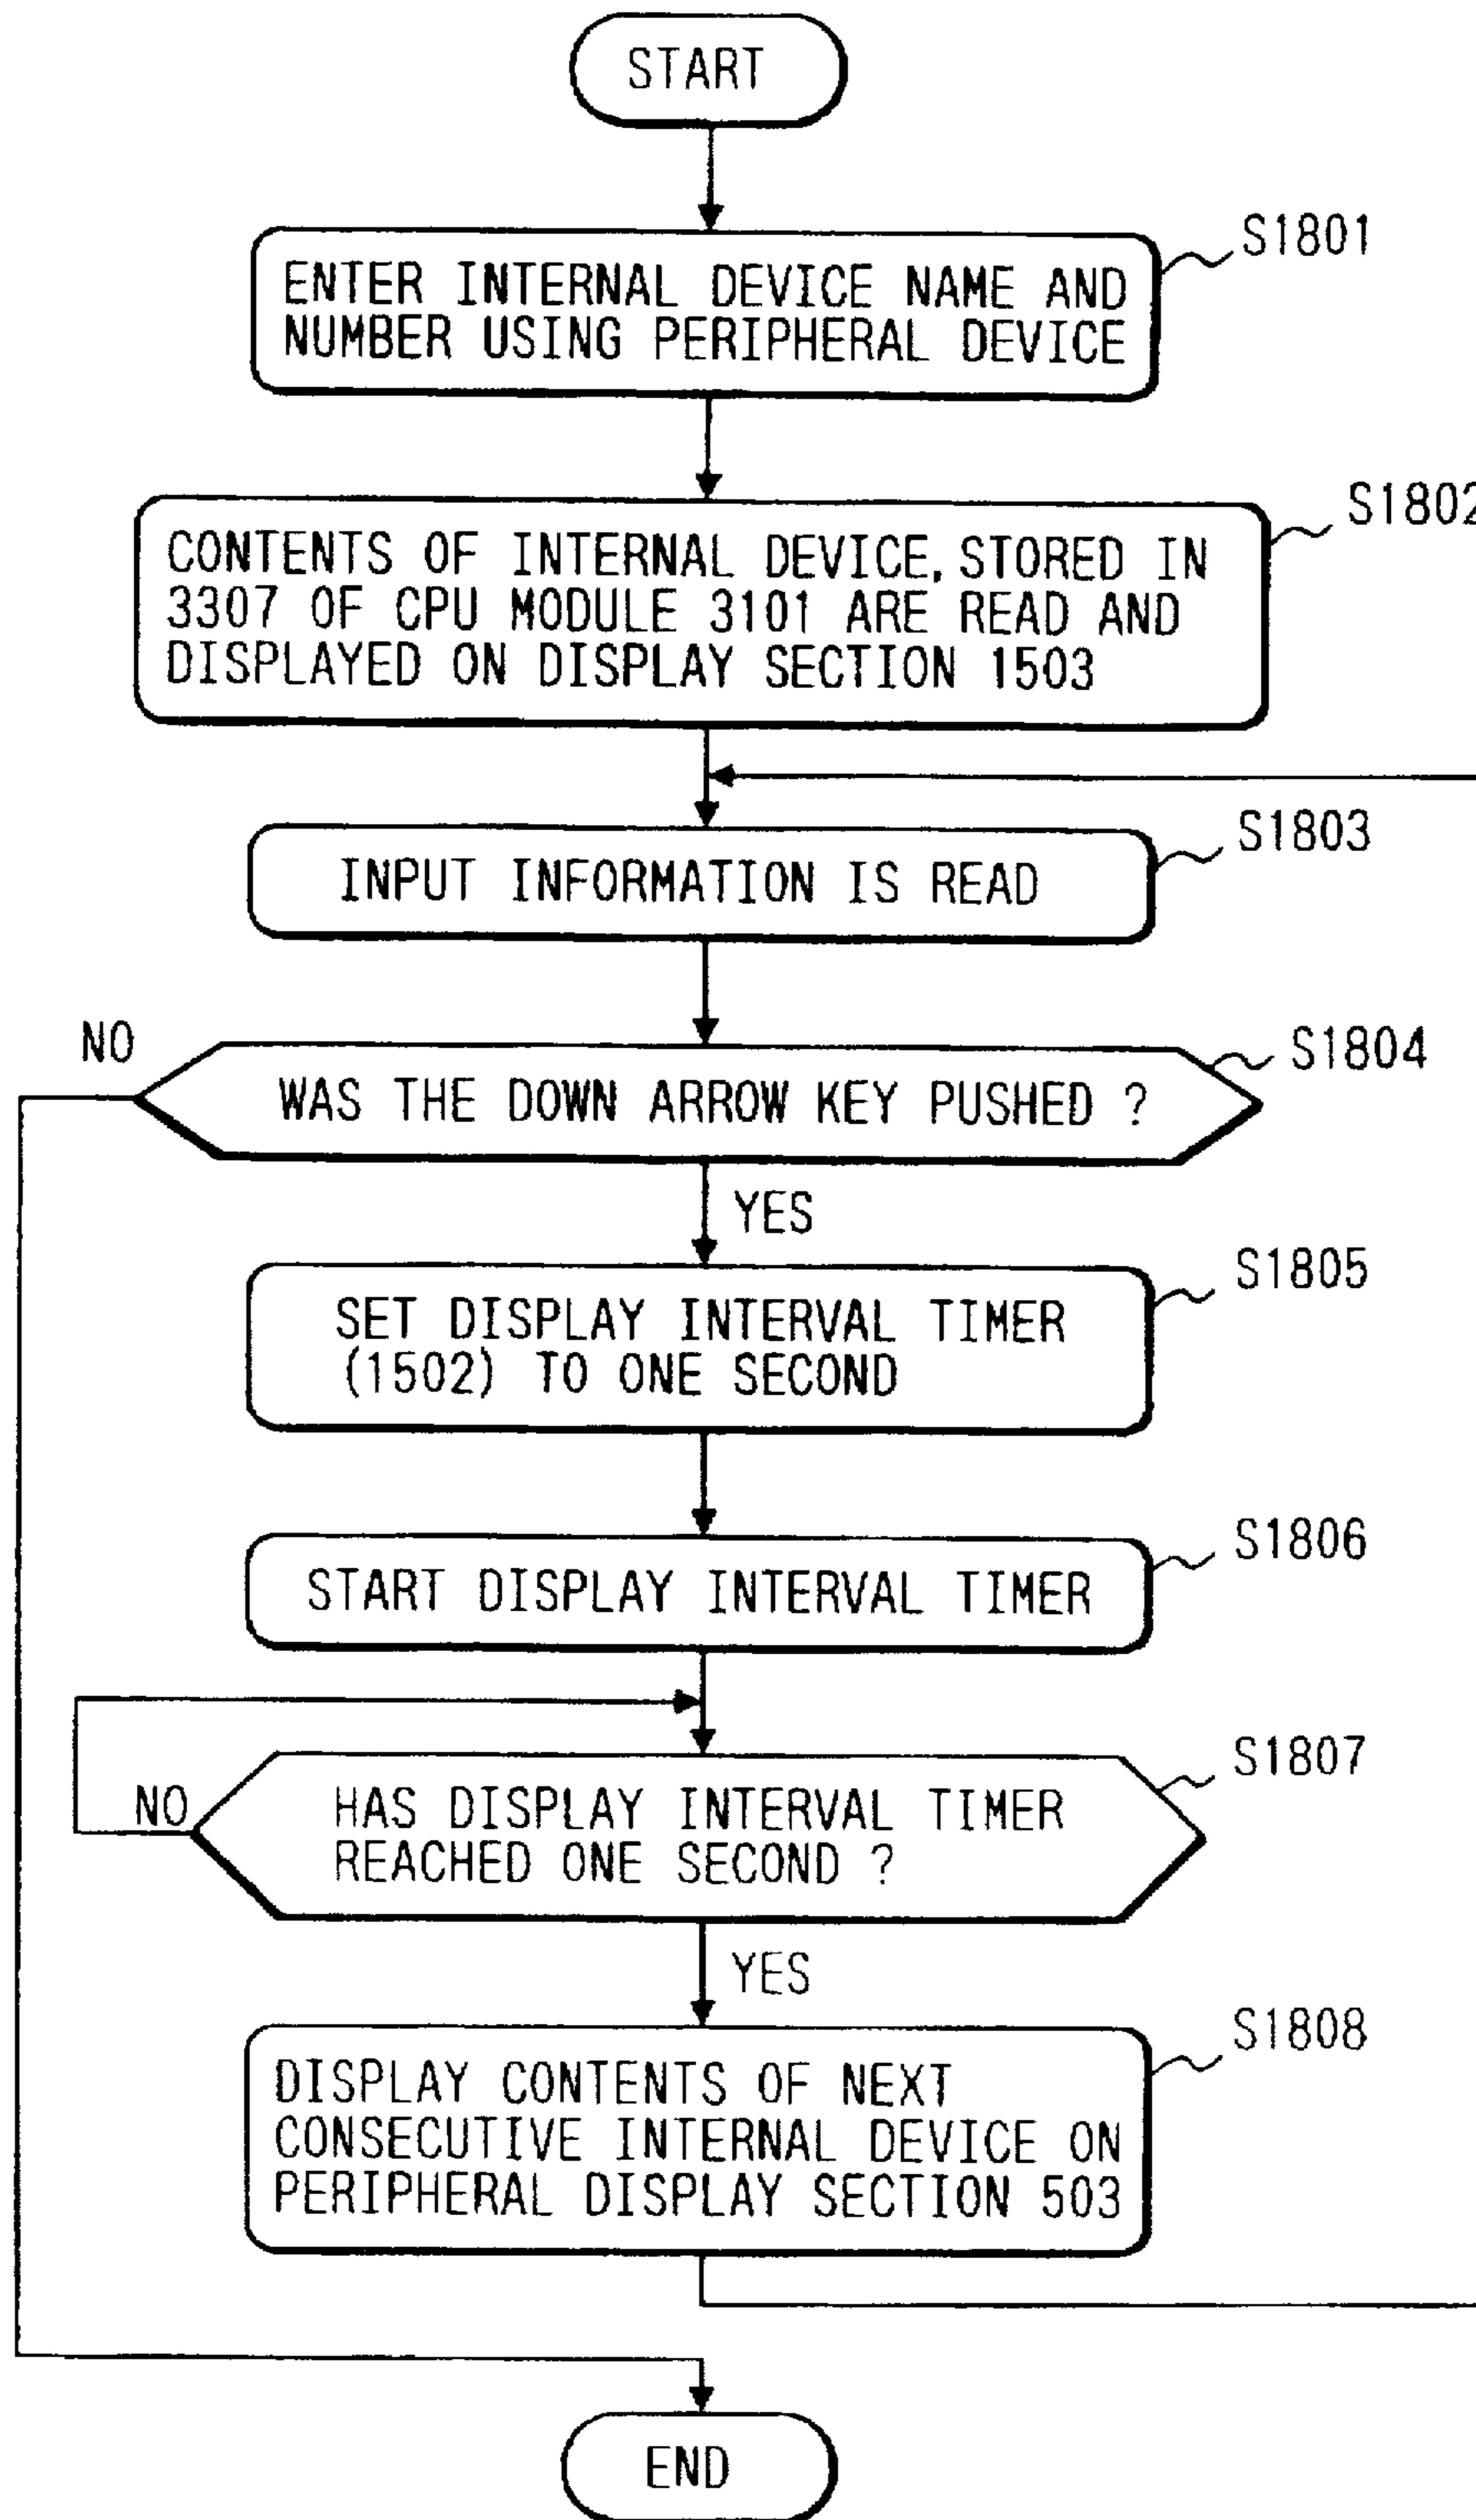 START
S1801
ENTER INTERNAL DEVICE NAME AND
NUMBER USING PERIPHERAL DEVICE
S1802
CONTENTS OF INTERNAL DEVICE, STORED IN
3307 OF CPU MODULE 3101 ARE READ AND
DISPLAYED ON DISPLAY SECTION 1503
S1803
INPUT INFORMATION IS READ
NO
S1804
WAS THE DOWN ARROW KEY PUSHED ?
YES
S1805
SET DISPLAY INTERVAL TIMER
(1502) TO ONE SECOND
S1806
START DISPLAY INTERVAL TIMER
S1807
NO
HAS DISPLAY INTERVAL TIMER
REACHED ONE SECOND ?
YES
S1808
DISPLAY CONTENTS OF NEXT
CONSECUTIVE INTERNAL DEVICE ON
PERIPHERAL DISPLAY SECTION 503
END